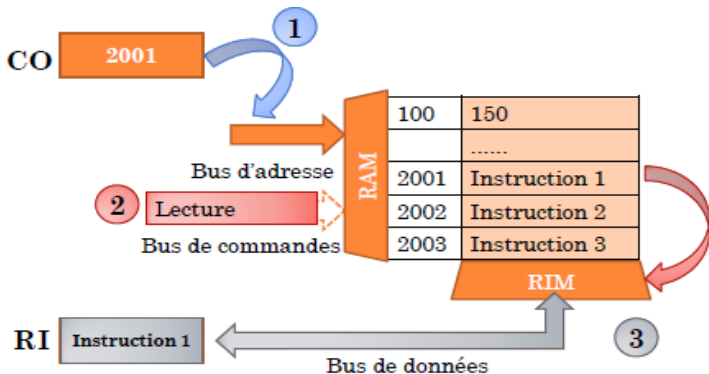 1
CO 2001
100 150
......
Bus d'adresse
RAM
2001 Instruction 1
2 Lecture
2002 Instruction 2
Bus de commandes
2003 Instruction 3
RIM
RI Instruction 1
3
Bus de données